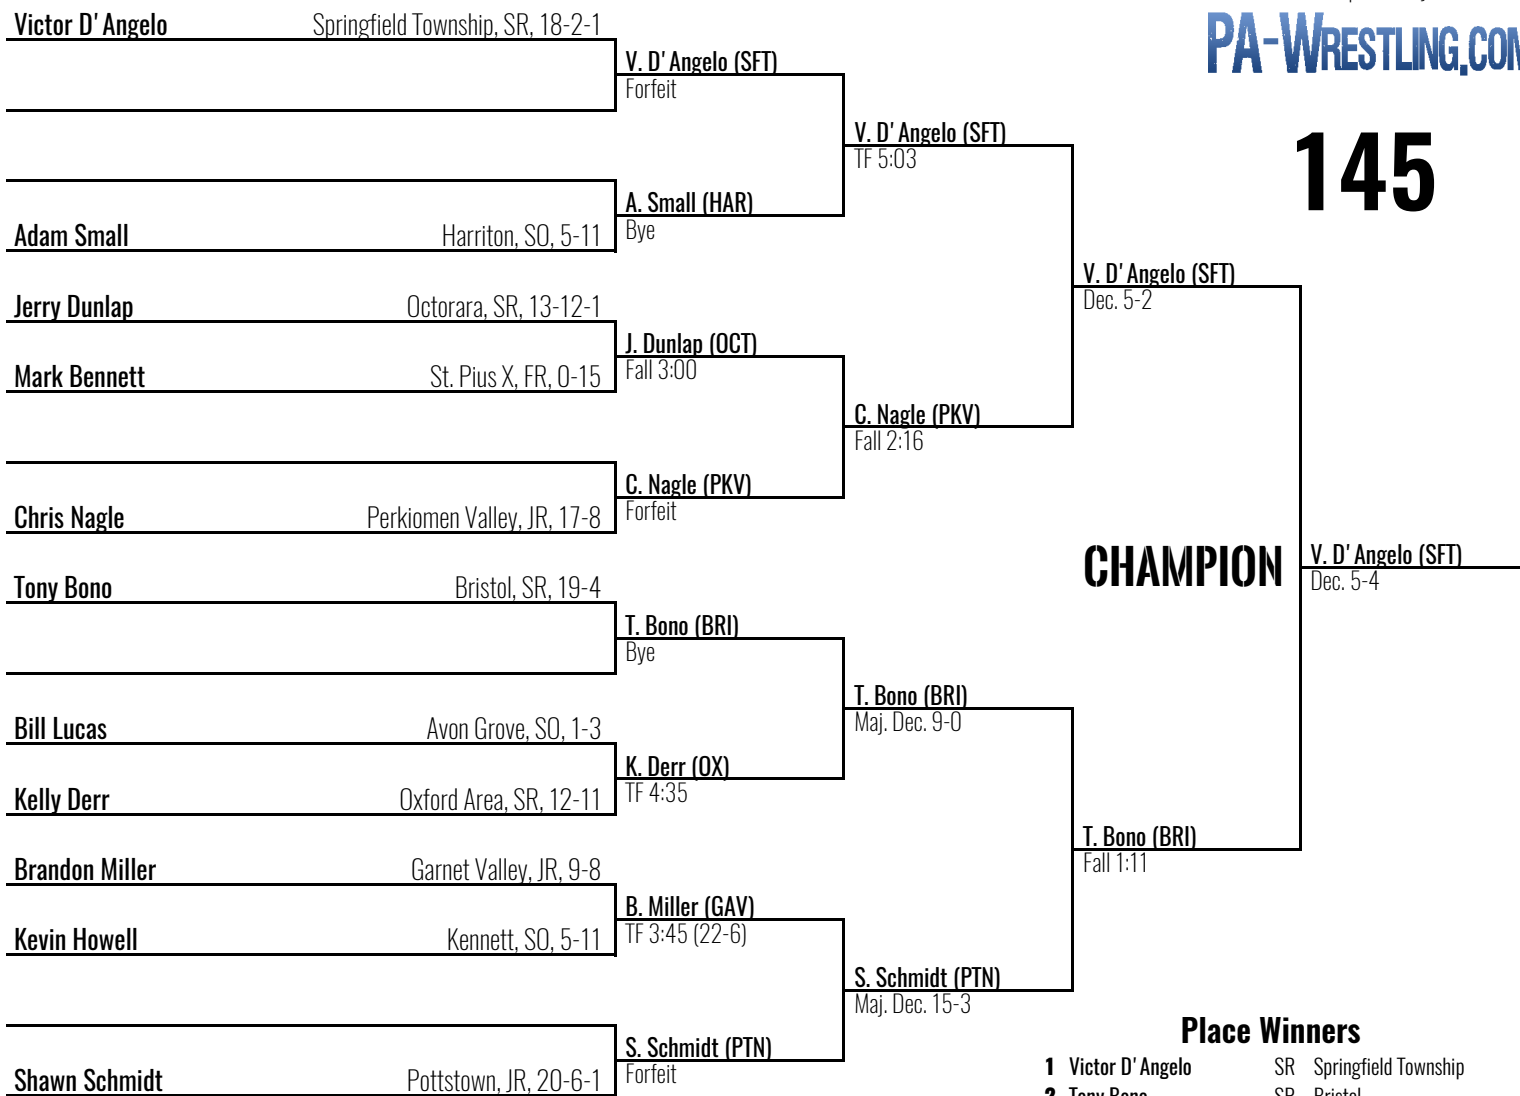 Victor D'Angelo Springfield Township, SR, 18-2-1
V. D'Angelo (SFT)
Forfeit
PA-WRESTLING.COM
V. D'Angelo (SFT)
TF 5:03
145
A. Small (HAR)
Adam Small Harriton, SO, 5-11
Bye
V. D'Angelo (SFT)
Dec. 5-2
Jerry Dunlap Octorara, SR, 13-12-1
J. Dunlap (OCT)
Fall 3:00
Mark Bennett St. Pius X, FR, 0-15
C. Nagle (PKV)
Fall 2:16
C. Nagle (PKV)
Forfeit
Chris Nagle Perkiomen Valley, JR, 17-8
CHAMPION
V. D'Angelo (SFT)
Dec. 5-4
Tony Bono Bristol, SR, 19-4
T. Bono (BRI)
Bye
T. Bono (BRI)
Maj. Dec. 9-0
Bill Lucas Avon Grove, SO, 1-3
K. Derr (OX)
TF 4:35
Kelly Derr Oxford Area, SR, 12-11
T. Bono (BRI)
Fall 1:11
Brandon Miller Garnet Valley, JR, 9-8
B. Miller (GAV)
TF 3:45 (22-6)
Kevin Howell Kennett, SO, 5-11
S. Schmidt (PTN)
Maj. Dec. 15-3
Place Winners
S. Schmidt (PTN)
Forfeit
1 Victor D'Angelo SR Springfield Township
Shawn Schmidt Pottstown, JR, 20-6-1
2 Tony Bono SR Bristol